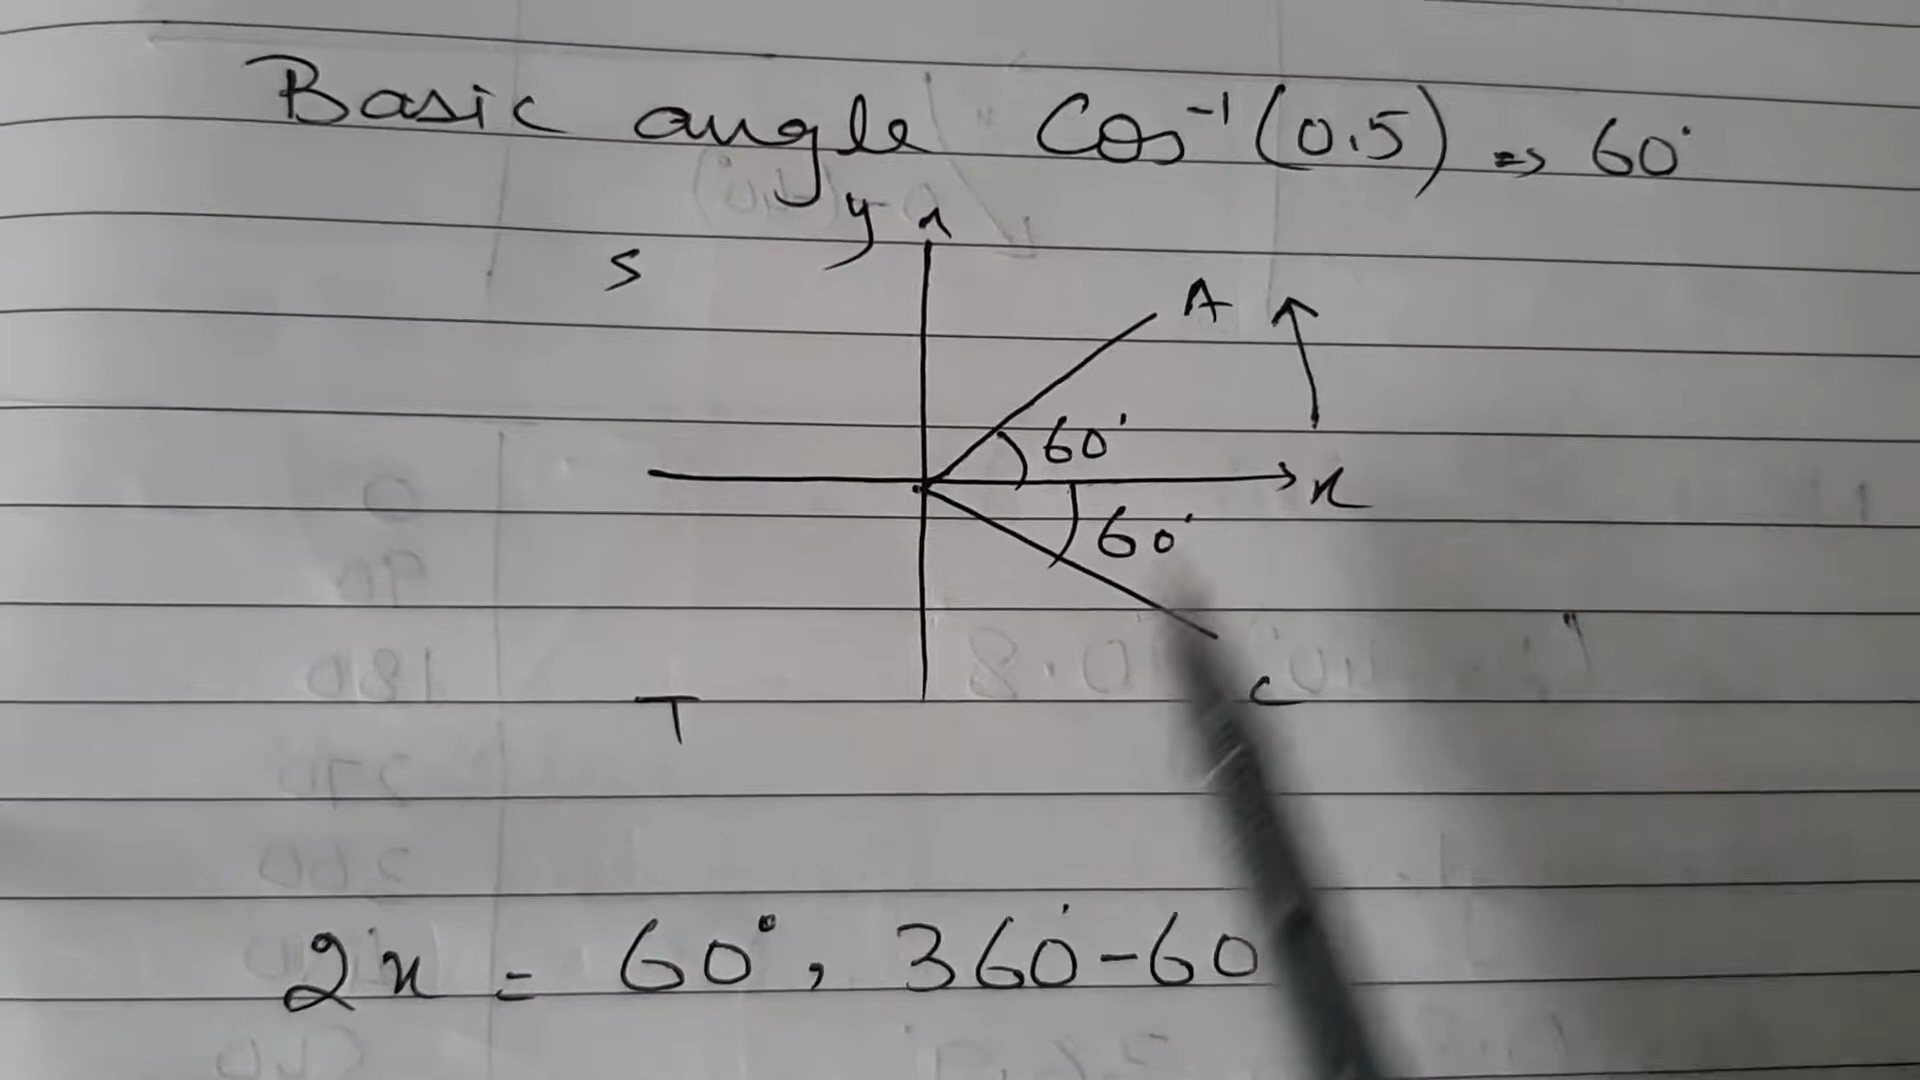 Basic angle Cos⁻¹(0.5) ⇒ 60°
y
S
A
60°
x
60°
C
T
2x = 60°, 360°-60